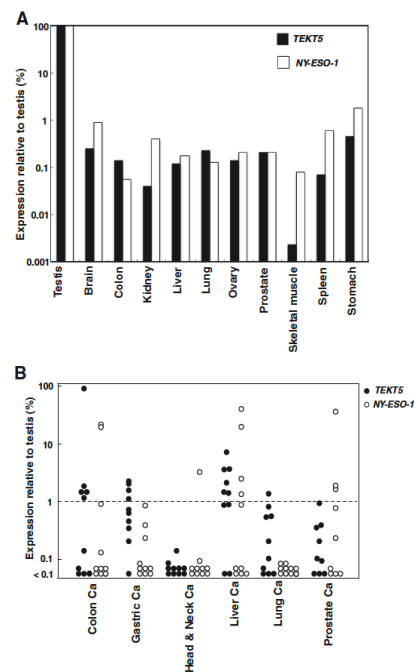 A
Expression relative to testis (%)
100
10
1
0.1
0.01
0.001
TEKT5
NY-ESO-1
Testis
Brain
Colon
Kidney
Liver
Lung
Ovary
Prostate
Skeletal muscle
Spleen
Stomach
B
Expression relative to testis (%)
100
10
1
0.1
< 0.1
TEKT5
NY-ESO-1
Colon Ca
Gastric Ca
Head & Neck Ca
Liver Ca
Lung Ca
Prostate Ca